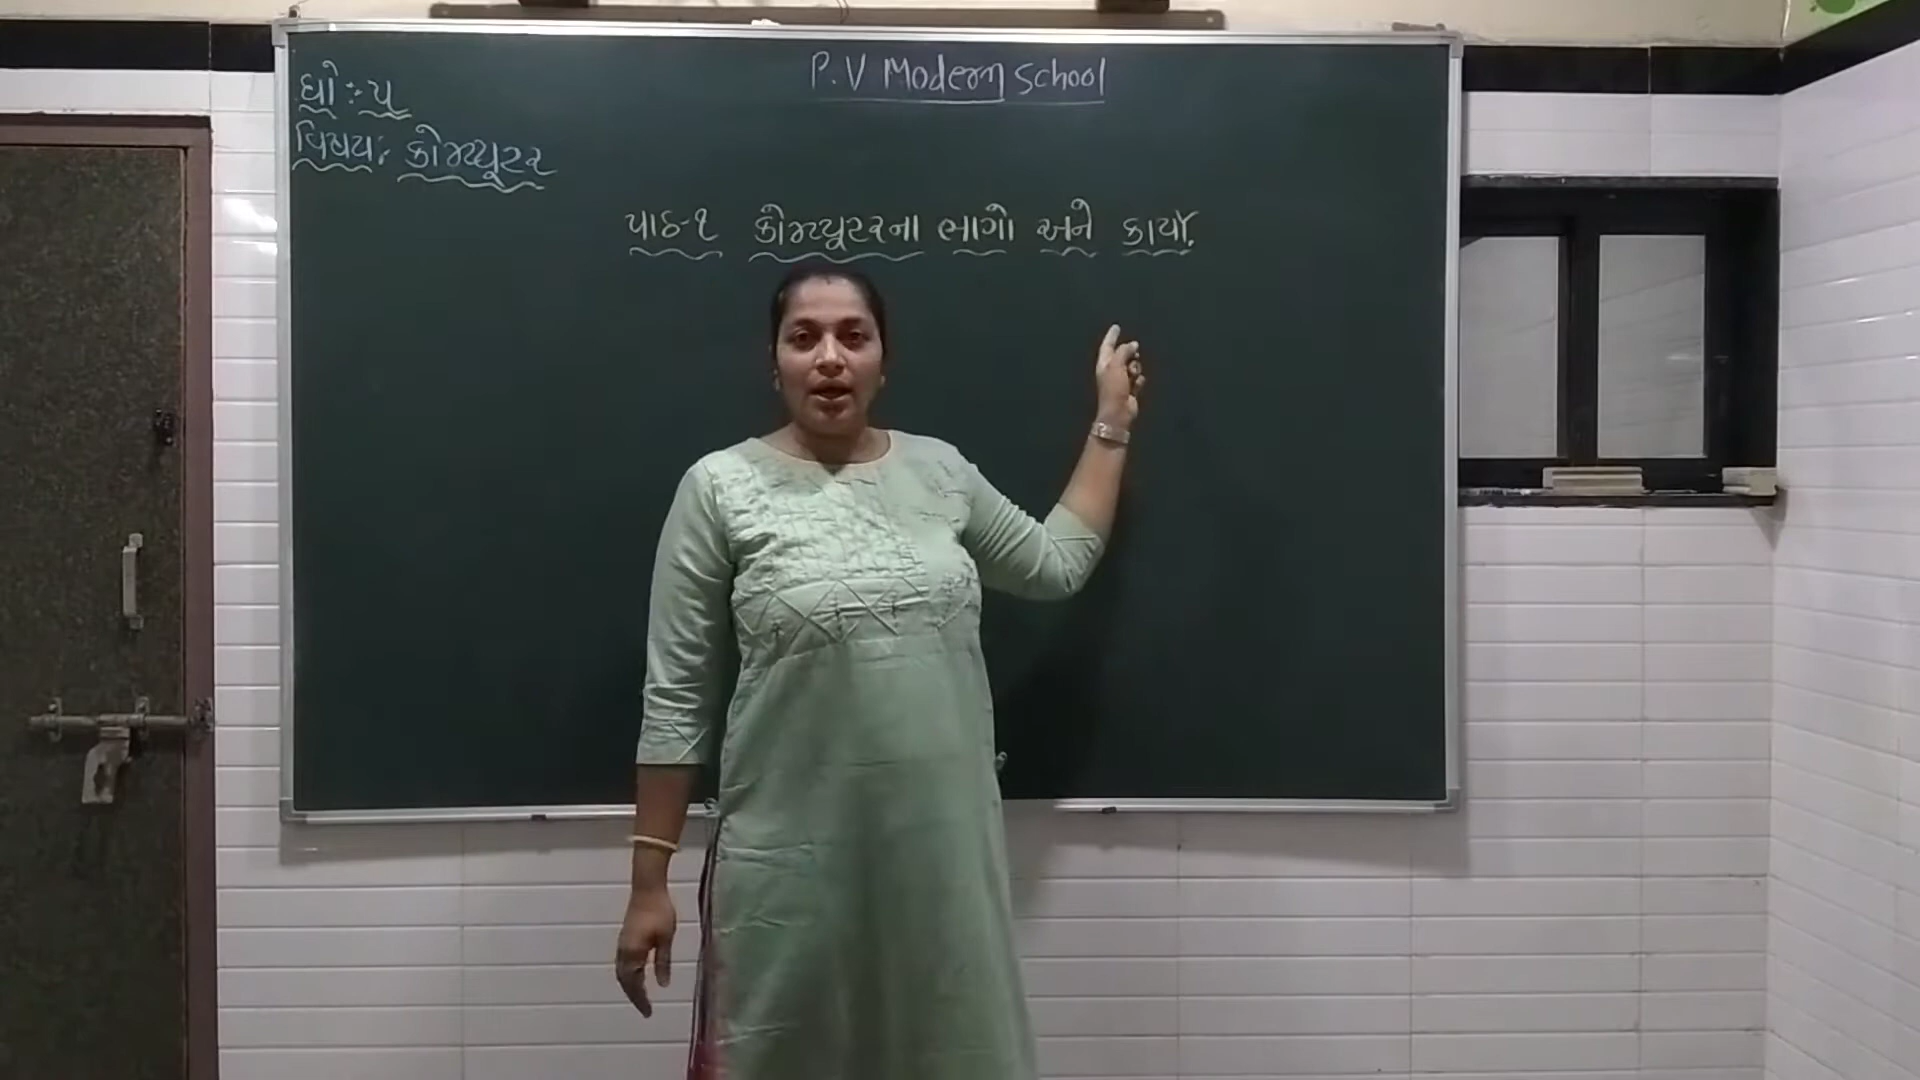 P.V Modern School
ધો:-૫
વિષય: કોમ્પ્યૂટર
પાઠ-૧ કોમ્પ્યૂટરના ભાગો અને કાર્યો.